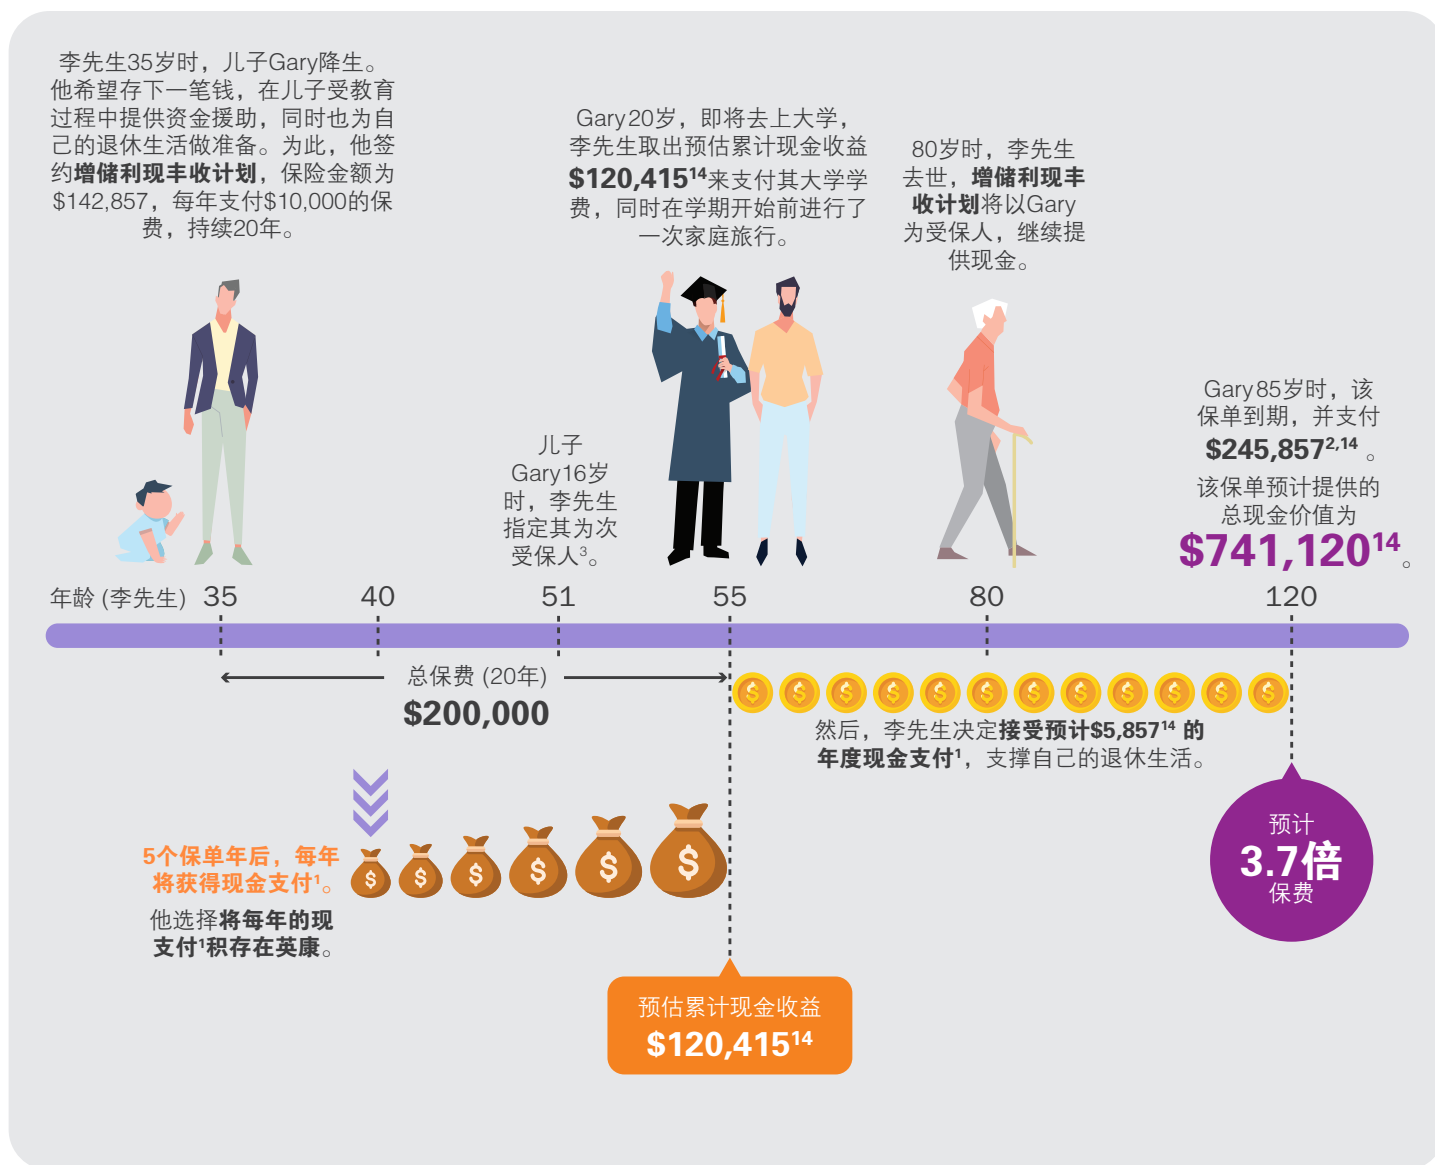 李先生35岁时，儿子Gary降生。
他希望存下一笔钱，在儿子受教育
过程中提供资金援助，同时也为自
己的退休生活做准备。为此，他签
约增储利现丰收计划，保险金额为
$142,857，每年支付$10,000的保
费，持续20年。
儿子
Gary16岁
时，李先生
指定其为次
受保人3。
Gary20岁，即将去上大学，
李先生取出预估累计现金收益
$120,41514来支付其大学学
费，同时在学期开始前进行了
一次家庭旅行。
80岁时，李先生
去世，增储利现丰
收计划将以Gary
为受保人，继续提
供现金。
Gary85岁时，该
保单到期，并支付
$245,8572,14。
该保单预计提供的
总现金价值为
$741,12014。
年龄 (李先生) 35 40 51 55 80 120
总保费 (20年)
$200,000
然后，李先生决定接受预计$5,85714 的
年度现金支付1，支撑自己的退休生活。
5个保单年后，每年
将获得现金支付1。
他选择将每年的现
支付1积存在英康。
预估累计现金收益
$120,41514
预计
3.7倍
保费